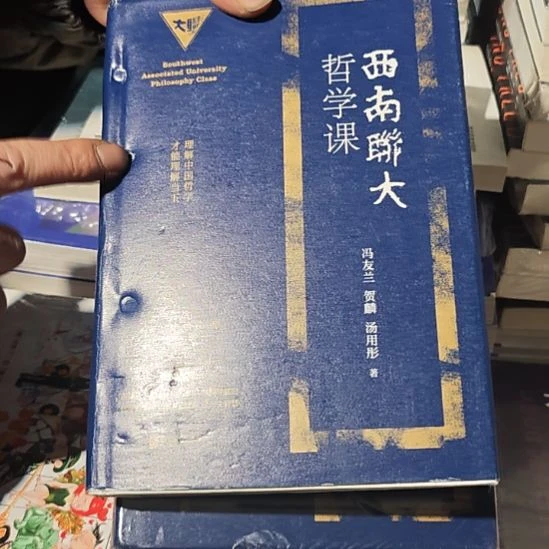 大聯
Southwest
Associated University
Philosophy Class
西南聯大
哲学课
理解中国哲学
才能理解当下
冯友兰 贺麟 汤用彤 著